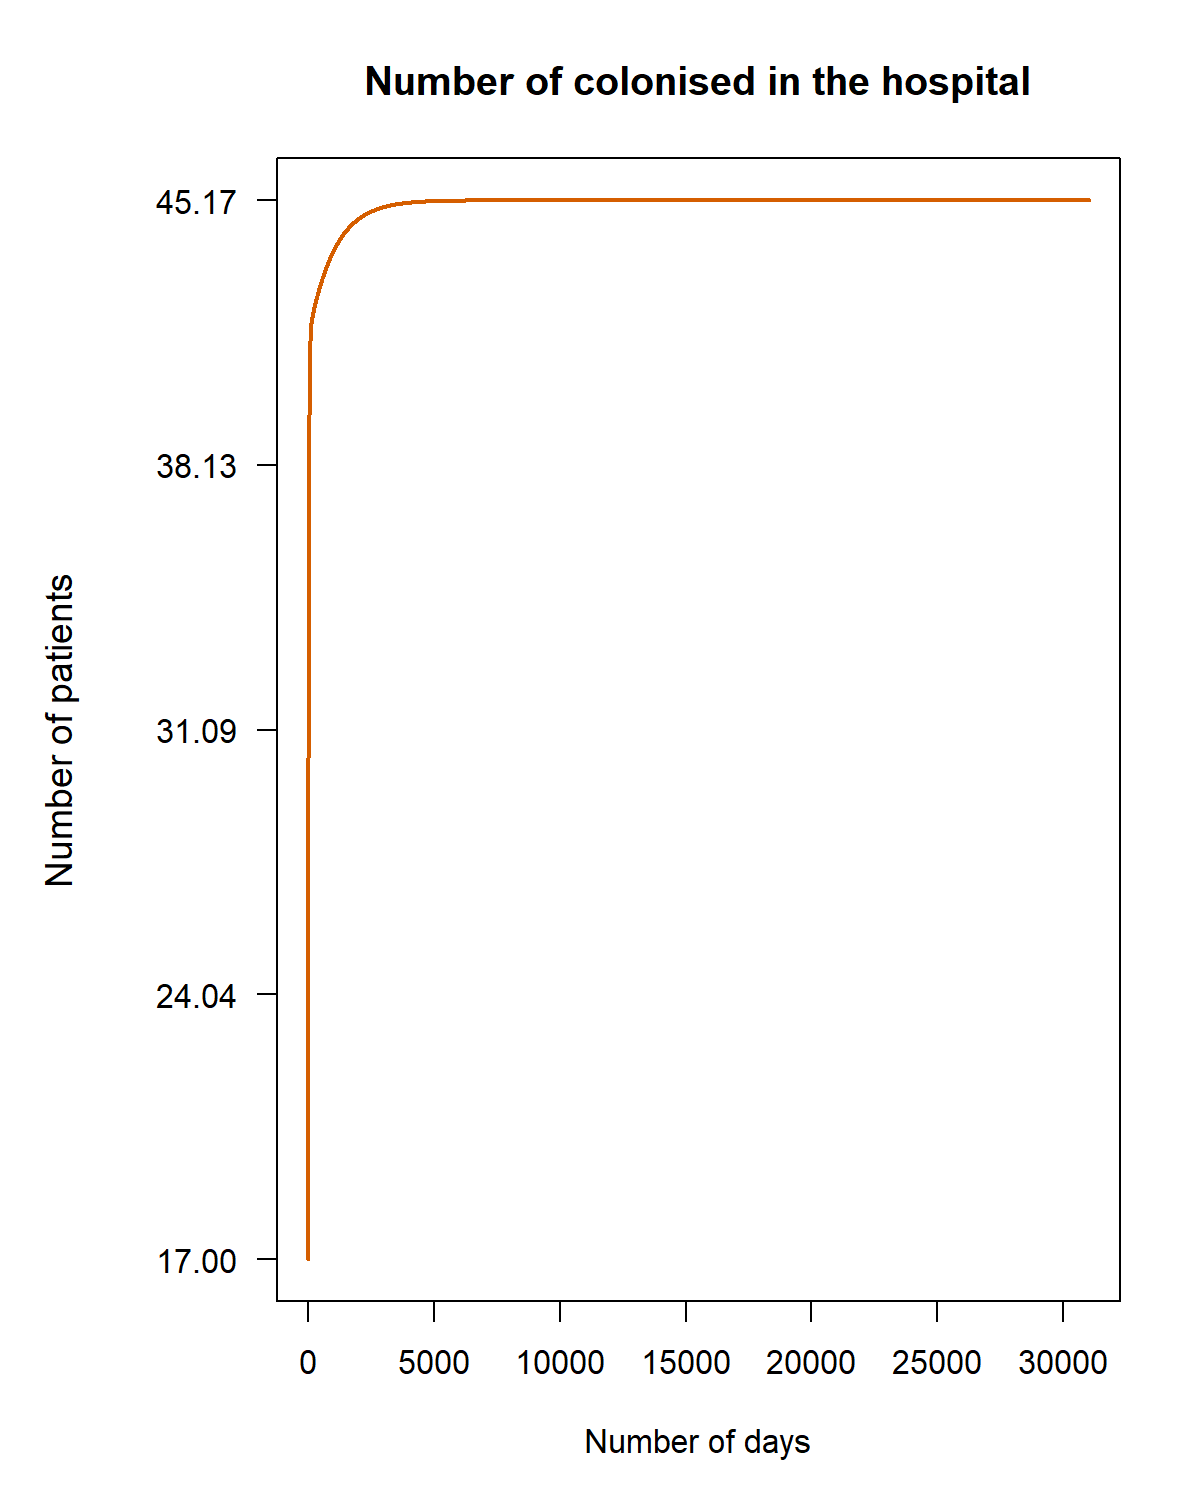 Number of colonised in the hospital
45.17
38.13
31.09
24.04
17.00
Number of patients
0 5000 10000 15000 20000 25000 30000
Number of days